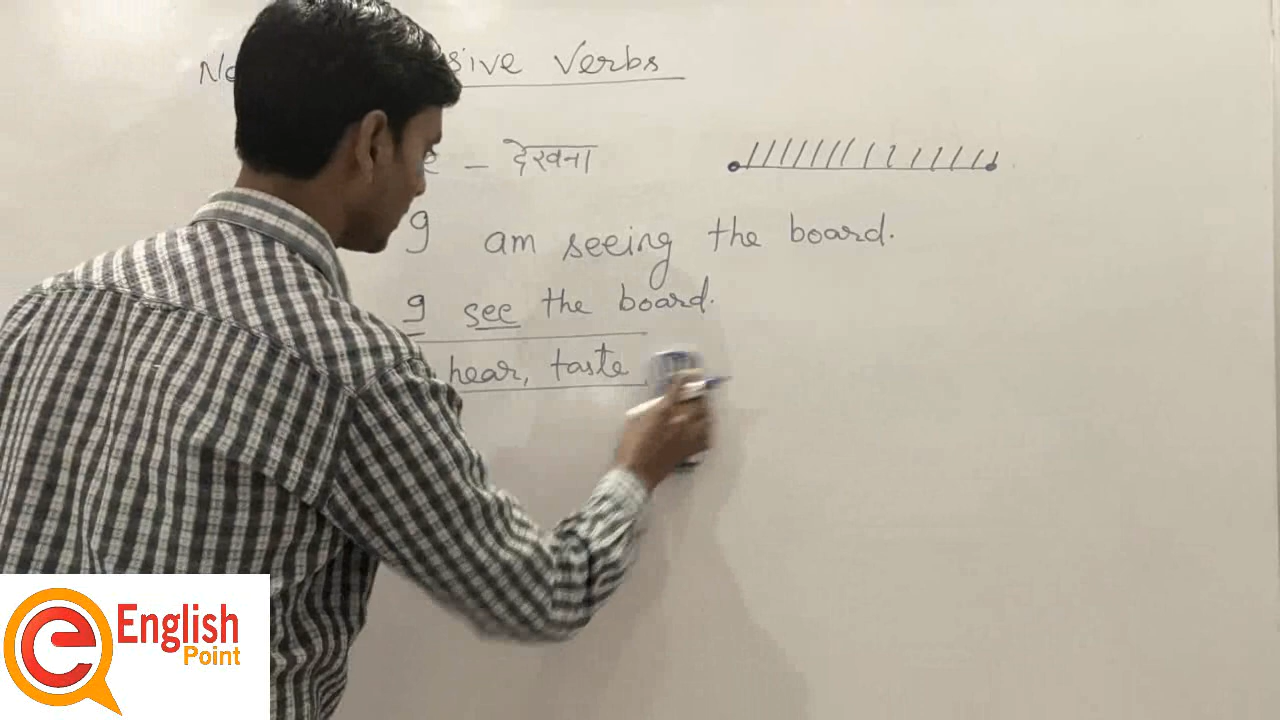 sive Verbs
– देखना
I am seeing the board.
I see the board.
hear, taste
English
Point